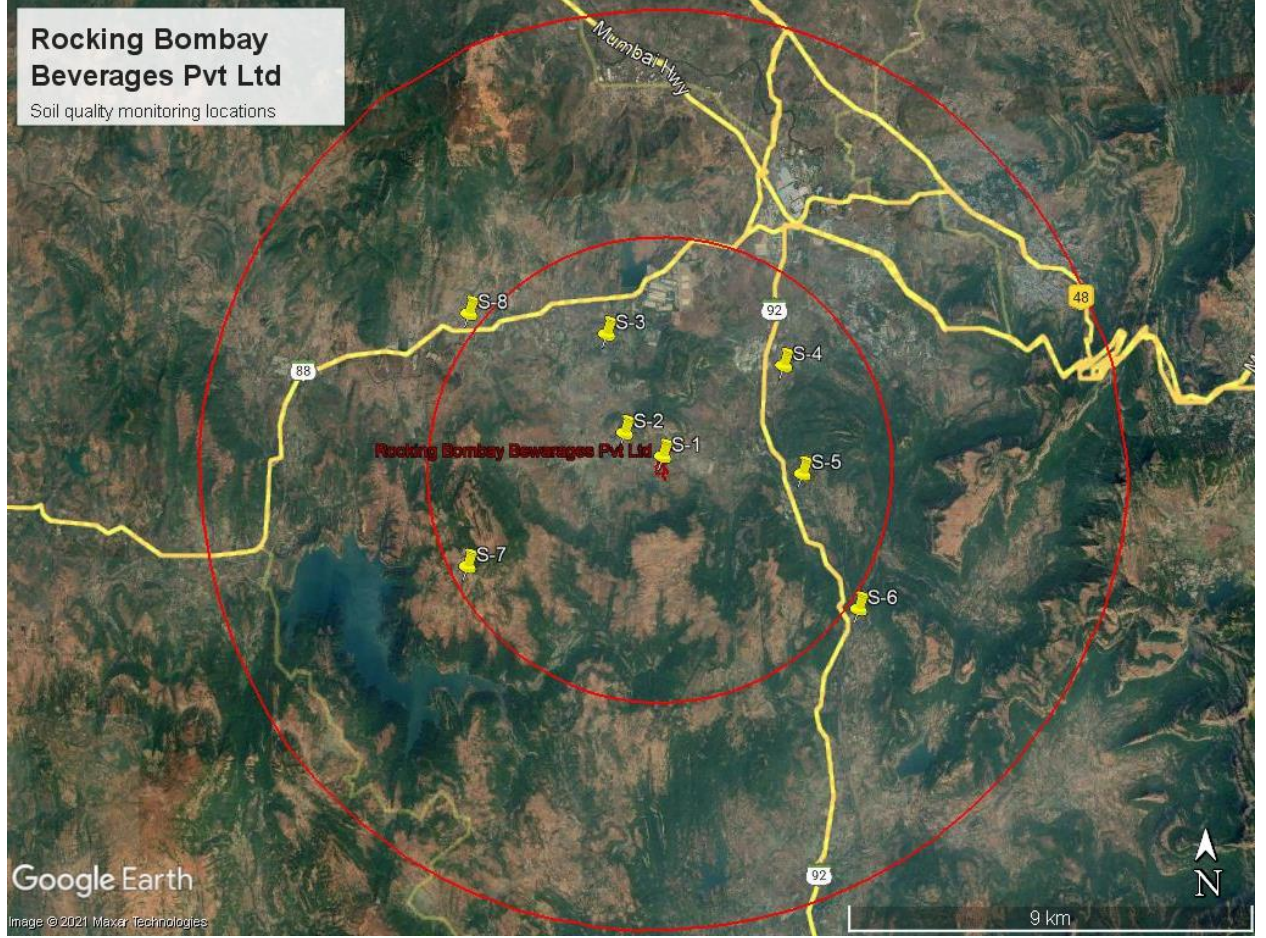 Rocking Bombay
Beverages Pvt Ltd
Soil quality monitoring locations
Mumbai Hwy
48
S-8
S-3
92
S-4
88
S-2
S-1
Rocking Bombay Bewarages Pvt Ltd
S-5
S-7
S-6
92
Google Earth
N
Image © 2021 Maxar Technologies
9 km